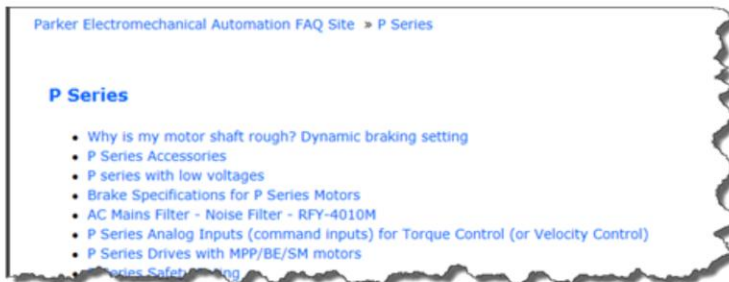 Parker Electromechanical Automation FAQ Site » P Series
P Series
• Why is my motor shaft rough? Dynamic braking setting
• P Series Accessories
• P series with low voltages
• Brake Specifications for P Series Motors
• AC Mains Filter - Noise Filter - RFY-4010M
• P Series Analog Inputs (command inputs) for Torque Control (or Velocity Control)
• P Series Drives with MPP/BE/SM motors
Series